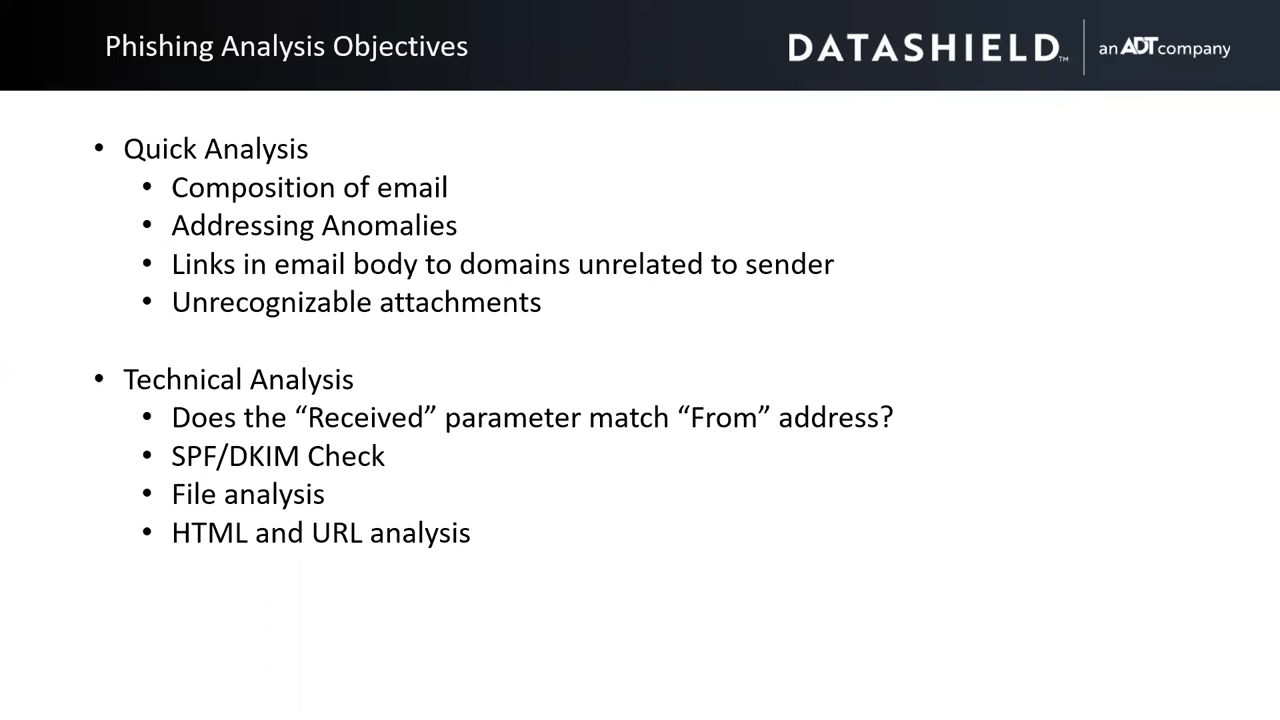 Phishing Analysis Objectives
DATASHIELD™ an ADT company
• Quick Analysis
• Composition of email
• Addressing Anomalies
• Links in email body to domains unrelated to sender
• Unrecognizable attachments
• Technical Analysis
• Does the “Received” parameter match “From” address?
• SPF/DKIM Check
• File analysis
• HTML and URL analysis